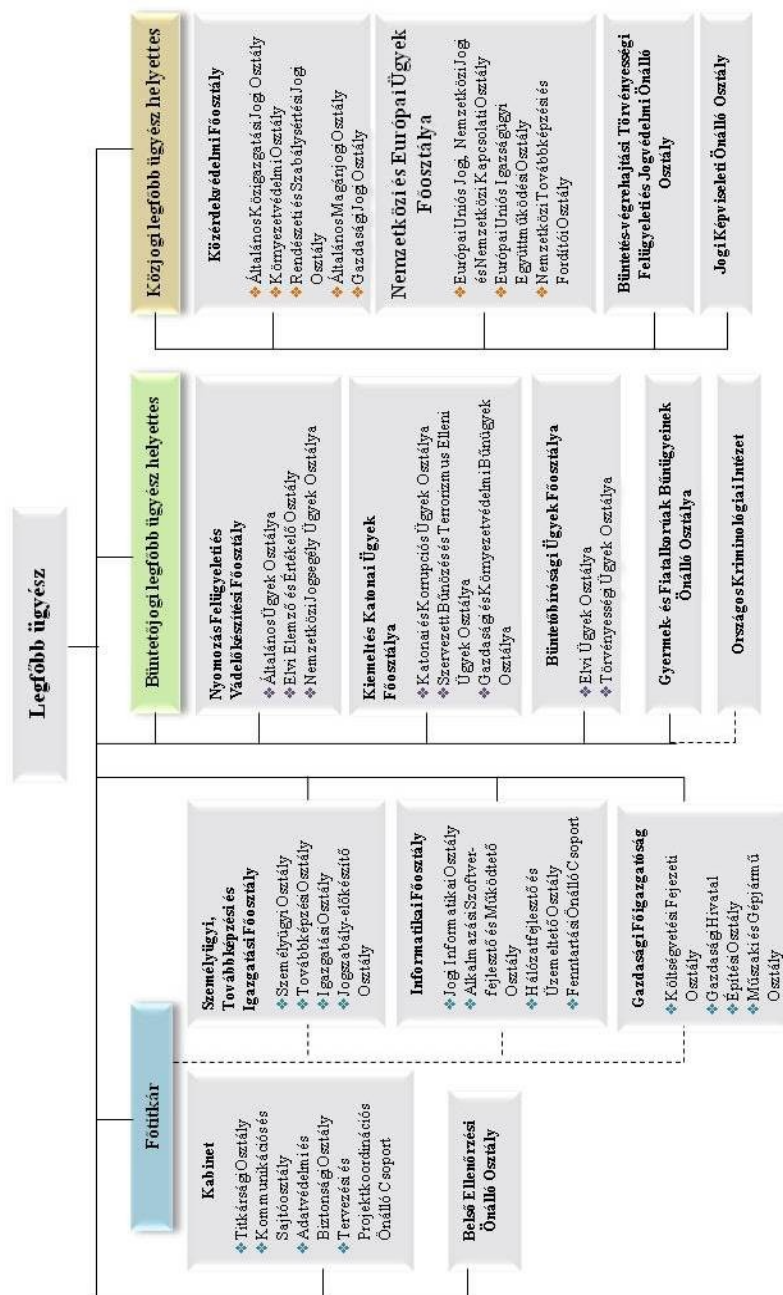 Legfőbb ügyész
Főtitkár
Kabinet
❖ Titkársági Osztály
❖ Kommunikációs és
Sajtóosztály
❖ Adatvédelmi és
Biztonsági Osztály
❖ Tervezési és
Projektkoordinációs
Önálló Csoport
Belső Ellenőrzési
Önálló Osztály
Személyügyi,
Továbbképzési és
Igazgatási Főosztály
❖ Személyügyi Osztály
❖ Továbbképzési Osztály
❖ Igazgatási Osztály
❖ Jogszabály-előkészítő
Osztály
Informatikai Főosztály
❖ Jogi Informatikai Osztály
❖ Alkalmazási Szoftver-
fejlesztő és Működtető
Osztály
❖ Hálózatfejlesztő és
Üzemeltető Osztály
❖ Fenntartási Önálló Csoport
Gazdasági Főigazgatóság
❖ Költségvetési Fejezeti
Osztály
❖ Gazdasági Hivatal
❖ Építési Osztály
❖ Műszaki és Gépjármű
Osztály
Büntetőjogi legfőbb ügyész helyettes
Nyomozás Felügyeleti és
Vádelőkészítési Főosztály
❖ Általános Ügyek Osztálya
❖ Elvi Elemző és Értékelő Osztály
❖ Nemzetközi Jogsegély Ügyek Osztálya
Kiemelt és Katonai Ügyek
Főosztálya
❖ Katonai és Korrupciós Ügyek Osztálya
❖ Szervezett Bűnözés és Terrorizmus Elleni
Ügyek Osztálya
❖ Gazdasági és Környezetvédelmi Bűnügyek
Osztálya
Büntetőbírósági Ügyek Főosztálya
❖ Elvi Ügyek Osztálya
❖ Törvényességi Ügyek Osztálya
Gyermek- és Fiatalkorúak Bűnügyeinek
Önálló Osztálya
Országos Kriminológiai Intézet
Közjogi legfőbb ügyész helyettes
Közérdekvédelmi Főosztály
❖ Általános Közigazgatási Jogi Osztály
❖ Környezetvédelmi Osztály
❖ Rendészeti és Szabálysértési Jogi
Osztály
❖ Általános Magánjogi Osztály
❖ Gazdasági Jogi Osztály
Nemzetközi és Európai Ügyek
Főosztálya
❖ Európai Uniós Jogi, Nemzetközi Jogi
és Nemzetközi Kapcsolati Osztály
❖ Európai Uniós Igazságügyi
Együttműködési Osztály
❖ Nemzetközi Továbbképzési és
Fordítói Osztály
Büntetés-végrehajtási Törvényességi
Felügyeleti és Jogvédelmi Önálló
Osztály
Jogi Képviseleti Önálló Osztály